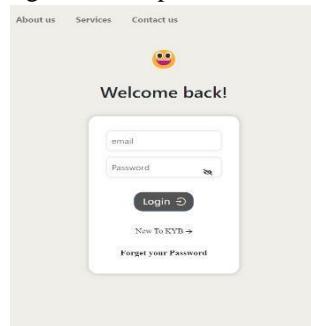 About us Services Contact us
Welcome back!
email
Password
Login
New To KYB →
Forget your Password